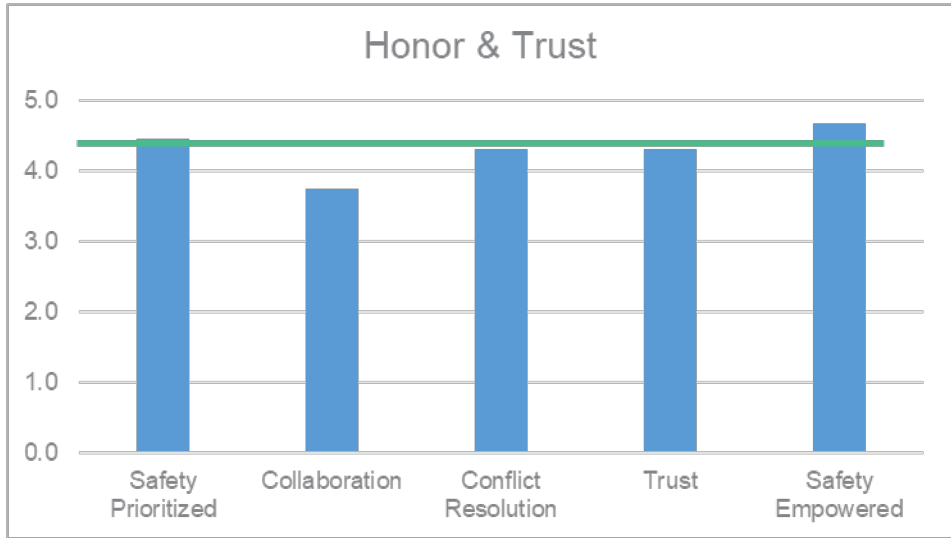 Honor & Trust
5.0
4.0
3.0
2.0
1.0
0.0
Safety
Prioritized
Collaboration
Conflict
Resolution
Trust
Safety
Empowered